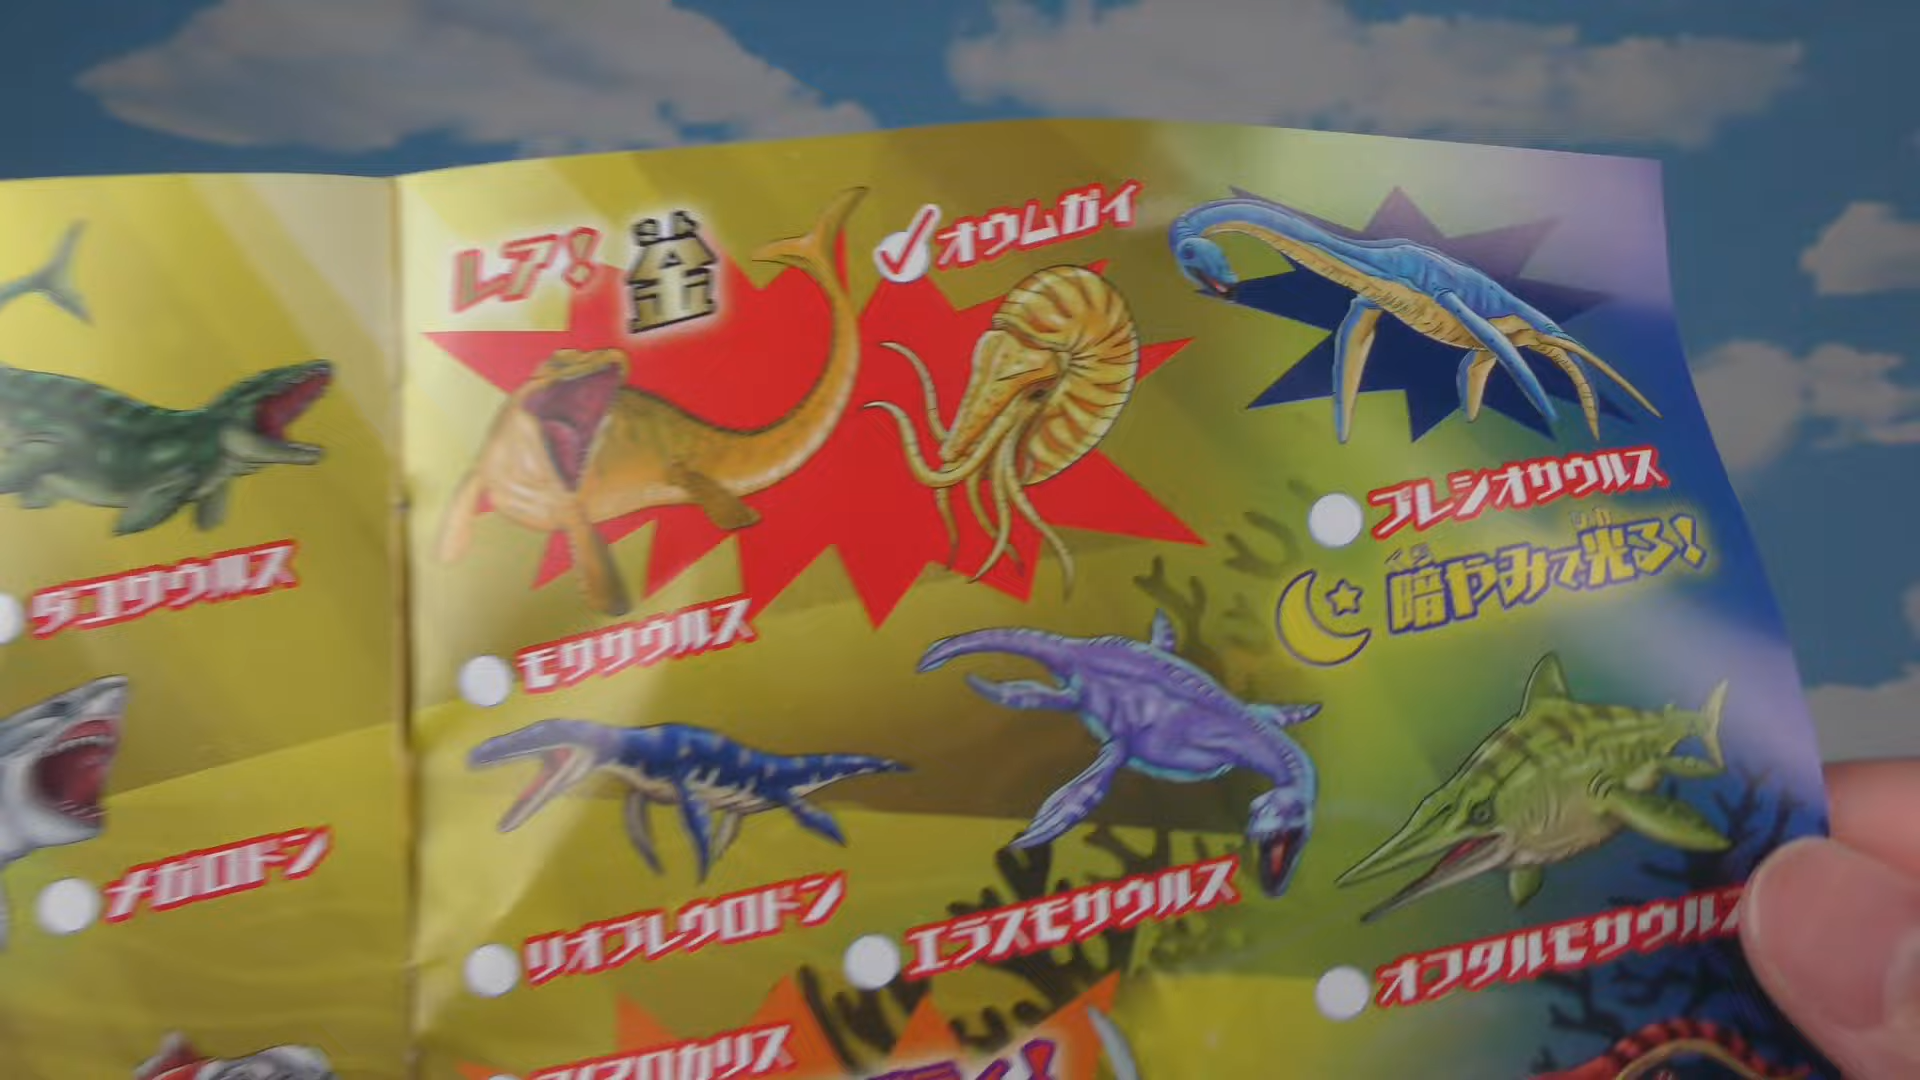 レア!
オウムガイ
プレシオサウルス
暗やみで光る!
ダコサウルス
モササウルス
メガロドン
リオプレウロドン
エラスモサウルス
オフタルモサウルス